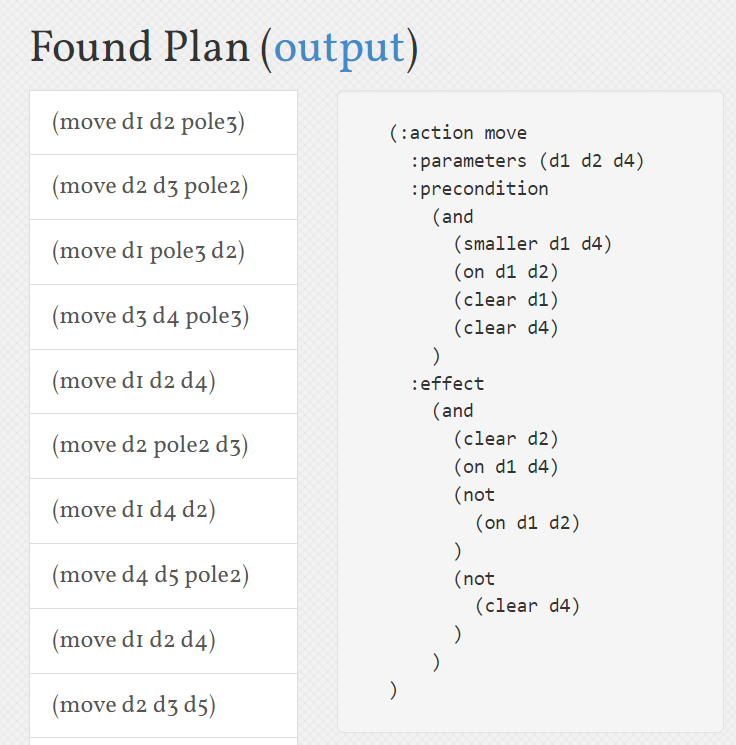 Found Plan (output)
(move d1 d2 pole3)
(move d2 d3 pole2)
(move d1 pole3 d2)
(move d3 d4 pole3)
(move d1 d2 d4)
(move d2 pole2 d3)
(move d1 d4 d2)
(move d4 d5 pole2)
(move d1 d2 d4)
(move d2 d3 d5)
(:action move
  :parameters (d1 d2 d4)
  :precondition
    (and
      (smaller d1 d4)
      (on d1 d2)
      (clear d1)
      (clear d4)
    )
  :effect
    (and
      (clear d2)
      (on d1 d4)
      (not
        (on d1 d2)
      )
      (not
        (clear d4)
      )
    )
)